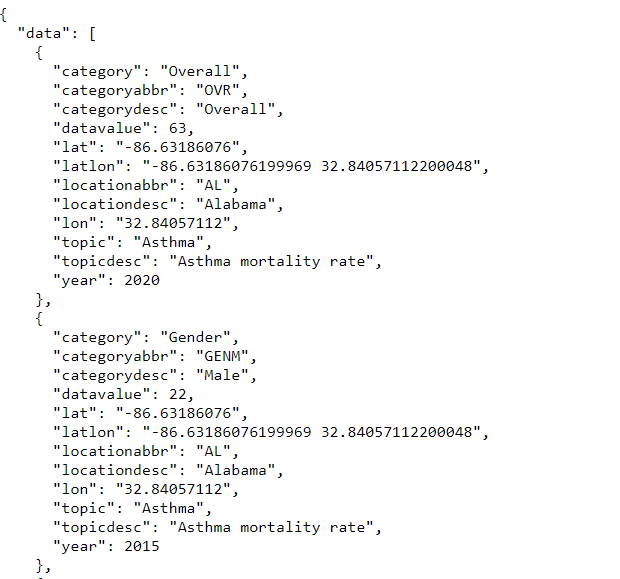 {
  "data": [
    {
      "category": "Overall",
      "categoryabbr": "OVR",
      "categorydesc": "Overall",
      "datavalue": 63,
      "lat": "-86.63186076",
      "latlon": "-86.63186076199969 32.84057112200048",
      "locationabbr": "AL",
      "locationdesc": "Alabama",
      "lon": "32.84057112",
      "topic": "Asthma",
      "topicdesc": "Asthma mortality rate",
      "year": 2020
    },
    {
      "category": "Gender",
      "categoryabbr": "GENM",
      "categorydesc": "Male",
      "datavalue": 22,
      "lat": "-86.63186076",
      "latlon": "-86.63186076199969 32.84057112200048",
      "locationabbr": "AL",
      "locationdesc": "Alabama",
      "lon": "32.84057112",
      "topic": "Asthma",
      "topicdesc": "Asthma mortality rate",
      "year": 2015
    },